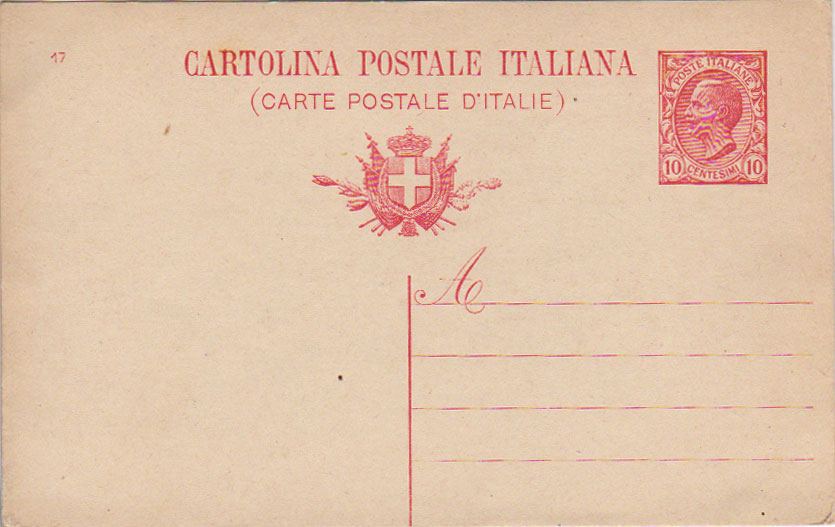 17
CARTOLINA POSTALE ITALIANA
(CARTE POSTALE D'ITALIE)
POSTE ITALIANE
10 CENTESIMI 10
A